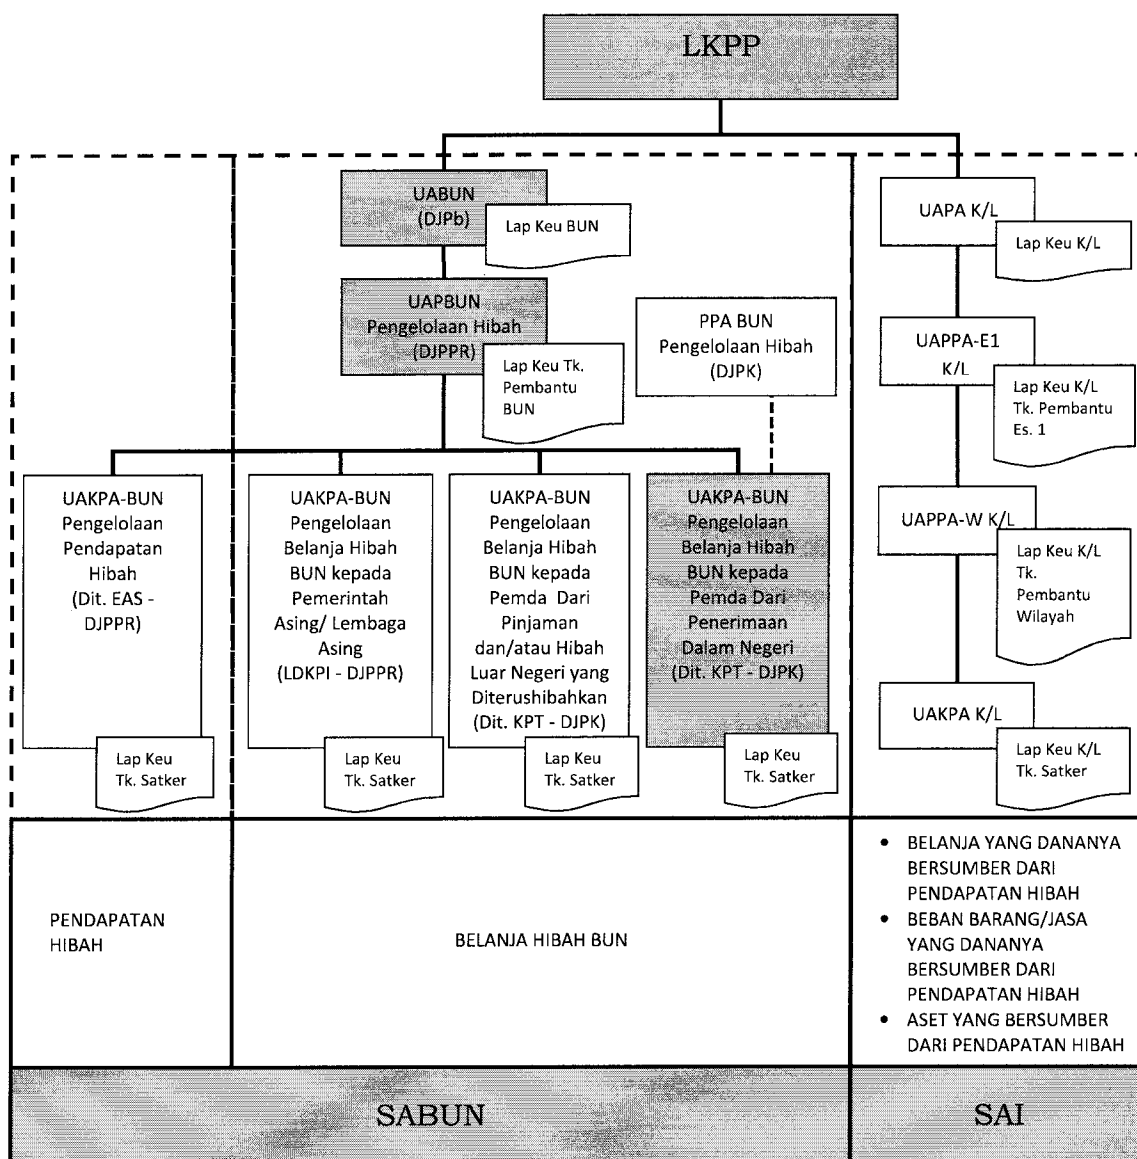 LKPP
UABUN
(DJPb)
Lap Keu BUN
UAPBUN
Pengelolaan Hibah
(DJPPR)
Lap Keu Tk.
Pembantu
BUN
PPA BUN
Pengelolaan Hibah
(DJPK)
UAPA K/L
Lap Keu K/L
UAPPA-E1
K/L
Lap Keu K/L
Tk. Pembantu
Es. 1
UAPPA-W K/L
Lap Keu K/L
Tk.
Pembantu
Wilayah
UAKPA K/L
Lap Keu K/L
Tk. Satker
UAKPA-BUN
Pengelolaan
Pendapatan
Hibah
(Dit. EAS -
DJPPR)
Lap Keu
Tk. Satker
UAKPA-BUN
Pengelolaan
Belanja Hibah
BUN kepada
Pemerintah
Asing/ Lembaga
Asing
(LDKPI - DJPPR)
Lap Keu
Tk. Satker
UAKPA-BUN
Pengelolaan
Belanja Hibah
BUN kepada
Pemda Dari
Pinjaman
dan/atau Hibah
Luar Negeri yang
Diterushibahkan
(Dit. KPT - DJPK)
Lap Keu
Tk. Satker
UAKPA-BUN
Pengelolaan
Belanja Hibah
BUN kepada
Pemda Dari
Penerimaan
Dalam Negeri
(Dit. KPT - DJPK)
Lap Keu
Tk. Satker
PENDAPATAN
HIBAH
BELANJA HIBAH BUN
• BELANJA YANG DANANYA
BERSUMBER DARI
PENDAPATAN HIBAH
• BEBAN BARANG/JASA
YANG DANANYA
BERSUMBER DARI
PENDAPATAN HIBAH
• ASET YANG BERSUMBER
DARI PENDAPATAN HIBAH
SABUN
SAI